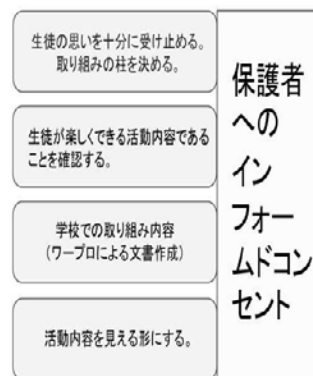 生徒の思いを十分に受け止める。
取り組みの柱を決める。
生徒が楽しくできる活動内容である
ことを確認する。
学校での取り組み内容
(ワープロによる文書作成)
活動内容を見える形にする。
保護者
への
イン
フォー
ムドコン
セント